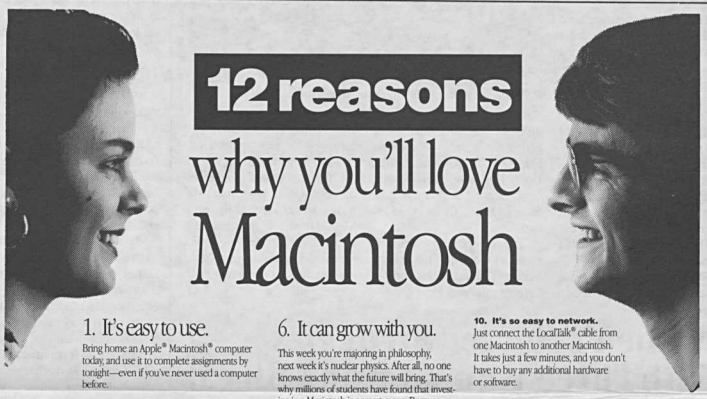 12 reasons
why you'll love
Macintosh
1. It's easy to use.
Bring home an Apple® Macintosh® computer
today, and use it to complete assignments by
tonight—even if you've never used a computer
before.
6. It can grow with you.
This week you're majoring in philosophy,
next week it's nuclear physics. After all, no one
knows exactly what the future will bring. That's
why millions of students have found that invest-
10. It's so easy to network.
Just connect the LocalTalk® cable from
one Macintosh to another Macintosh.
It takes just a few minutes, and you don't
have to buy any additional hardware
or software.